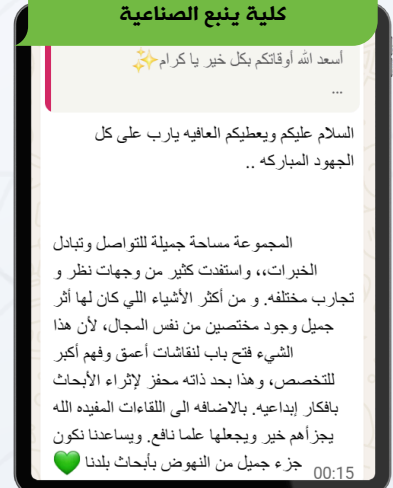 كلية ينبع الصناعية
أسعد الله أوقاتكم بكل خير يا كرام✨
...
السلام عليكم ويعطيكم العافيه يارب على كل
الجهود المباركه ..
المجموعة مساحة جميلة للتواصل وتبادل
الخبرات،، واستفدت كثير من وجهات نظر و
تجارب مختلفه. و من أكثر الأشياء اللي كان لها أثر
جميل وجود مختصين من نفس المجال، لأن هذا
الشيء فتح باب لنقاشات أعمق وفهم أكبر
للتخصص، وهذا بحد ذاته محفز لإثراء الأبحاث
بافكار إبداعيه. بالاضافه الى اللقاءات المفيده الله
يجزأهم خير ويجعلها علما نافع. ويساعدنا نكون
جزء جميل من النهوض بأبحاث بلدنا 💚
00:15